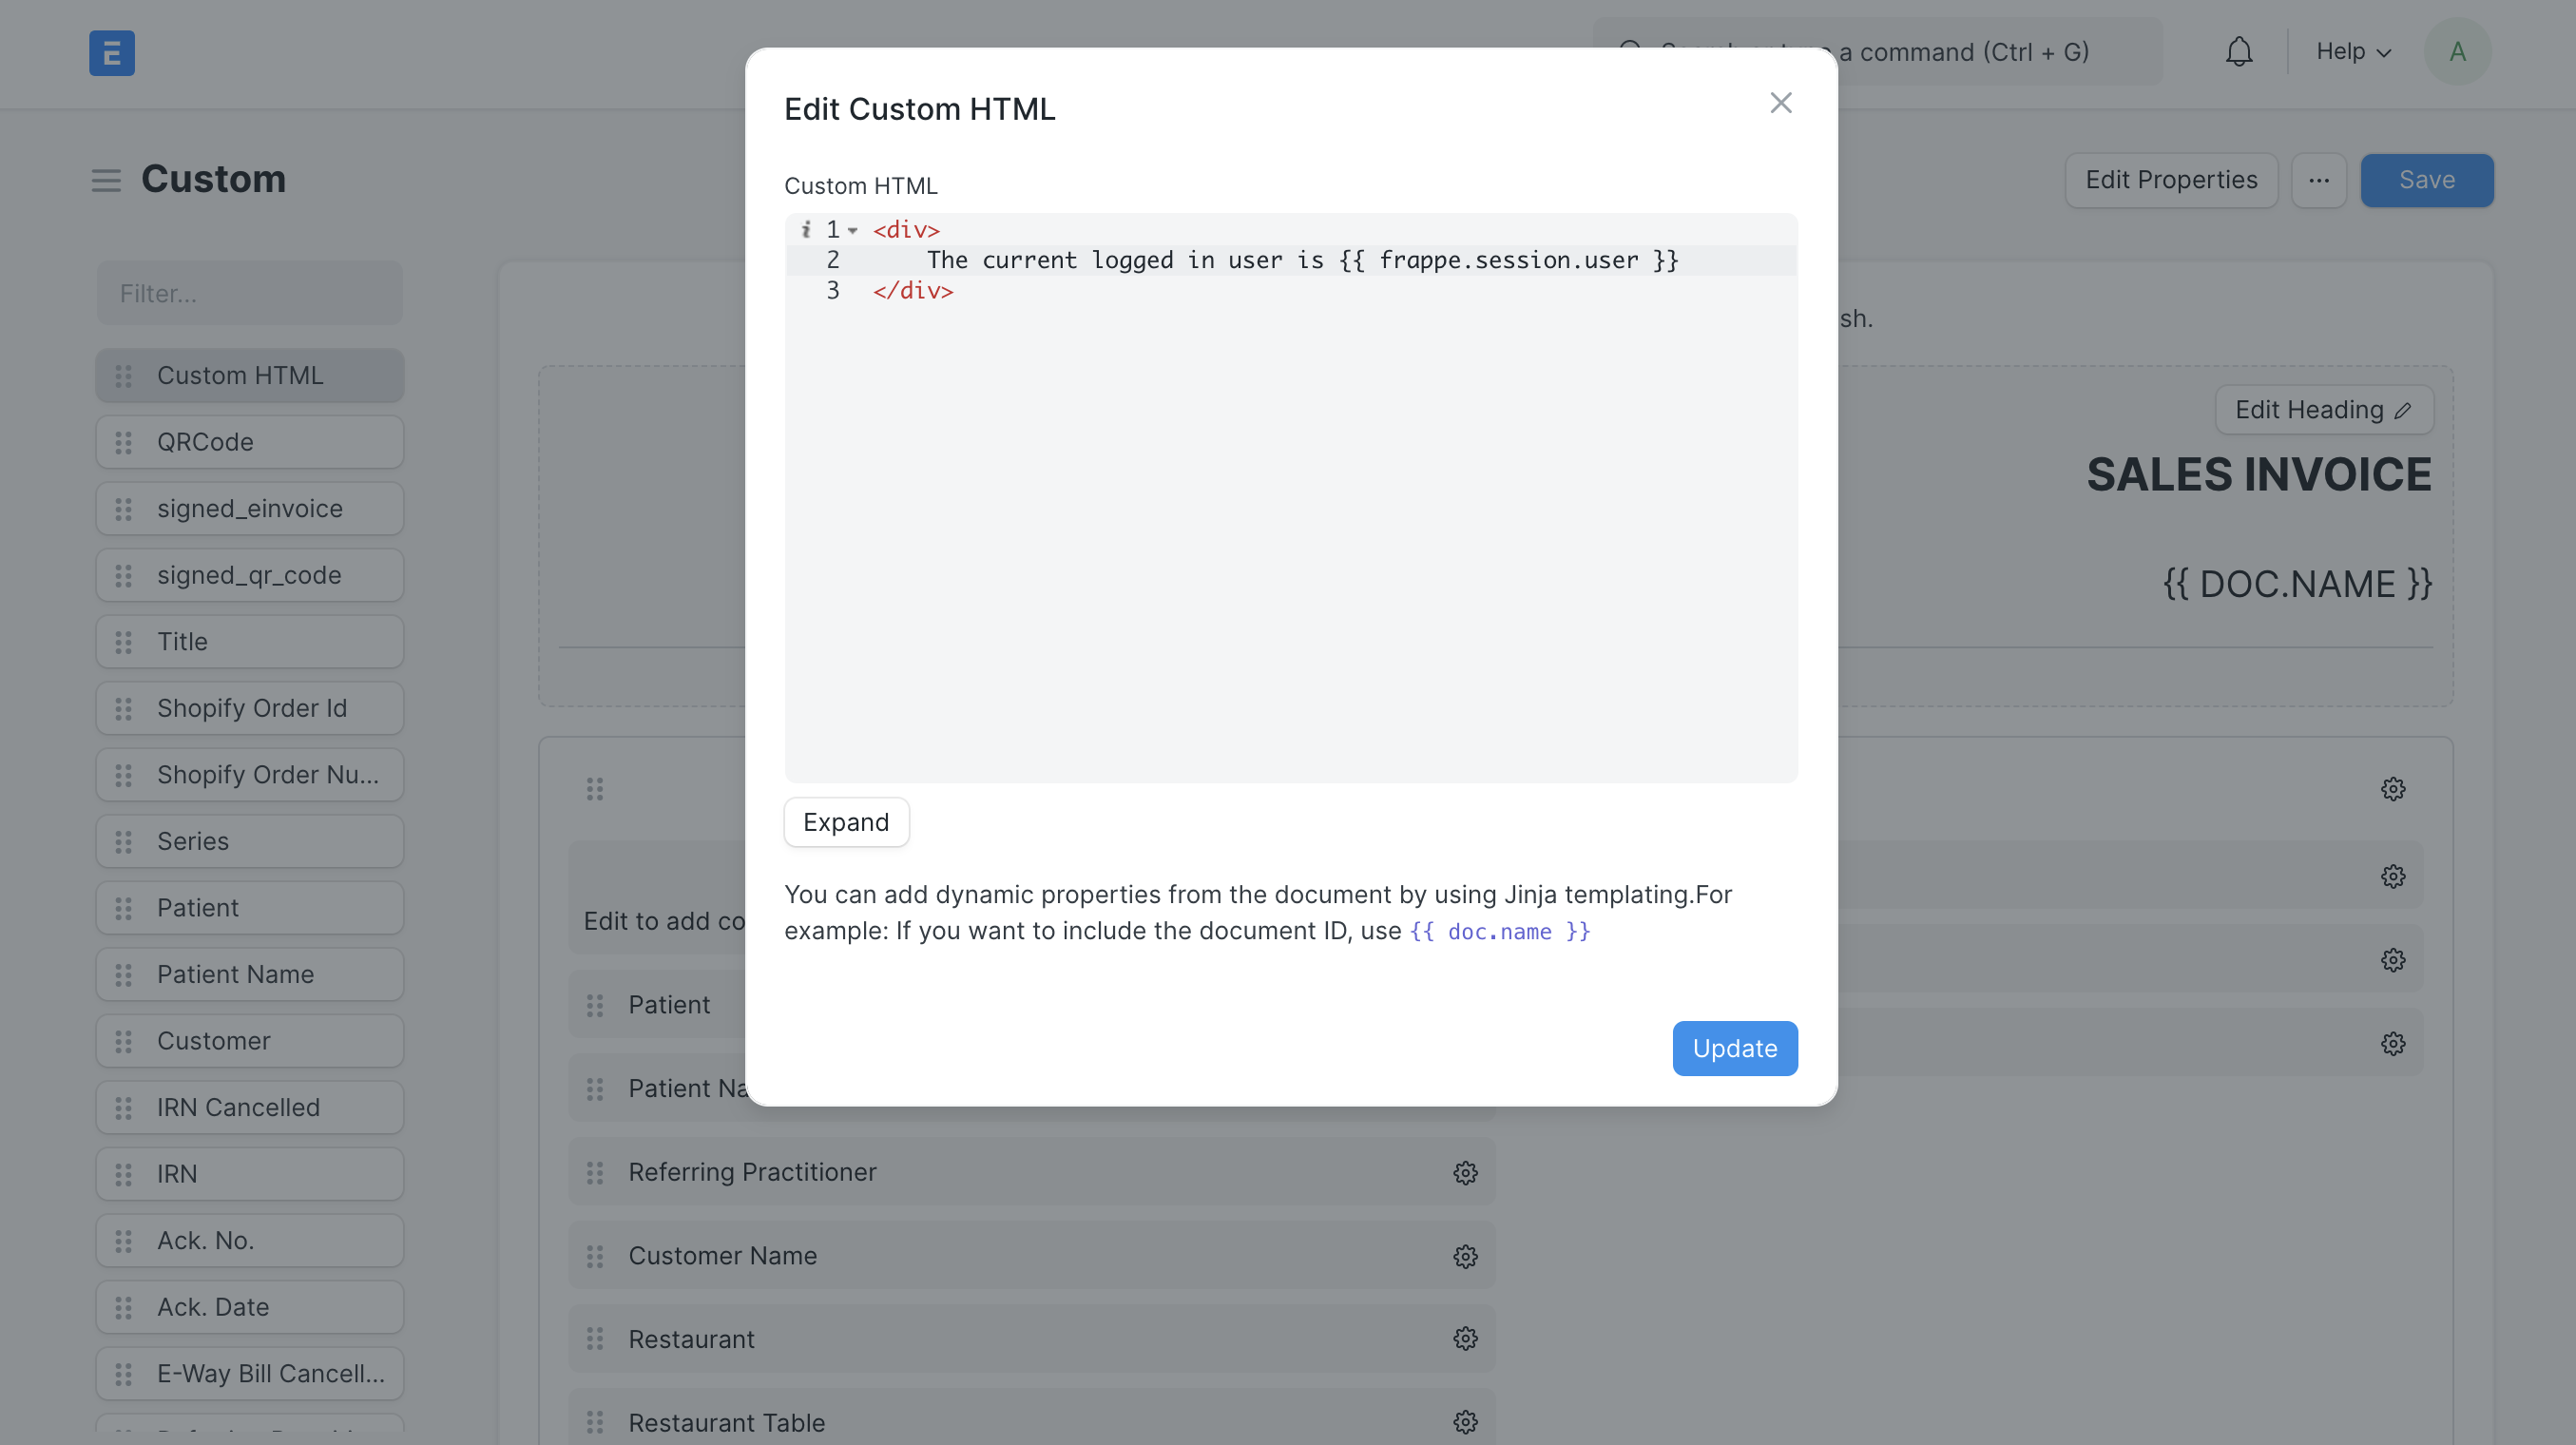 E
a command (Ctrl + G)
Help
A
Custom
Edit Properties
...
Save
Filter...
Custom HTML
QRCode
signed_einvoice
signed_qr_code
Title
Shopify Order Id
Shopify Order Nu...
Series
Patient
Patient Name
Customer
IRN Cancelled
IRN
Ack. No.
Ack. Date
E-Way Bill Cancell...
Edit Custom HTML
Custom HTML
i 1 <div>
2 The current logged in user is {{ frappe.session.user }}
3 </div>
Expand
You can add dynamic properties from the document by using Jinja templating.For
example: If you want to include the document ID, use {{ doc.name }}
Update
sh.
Edit Heading
SALES INVOICE
{{ DOC.NAME }}
Edit to add co
Patient
Patient Na
Referring Practitioner
Customer Name
Restaurant
Restaurant Table